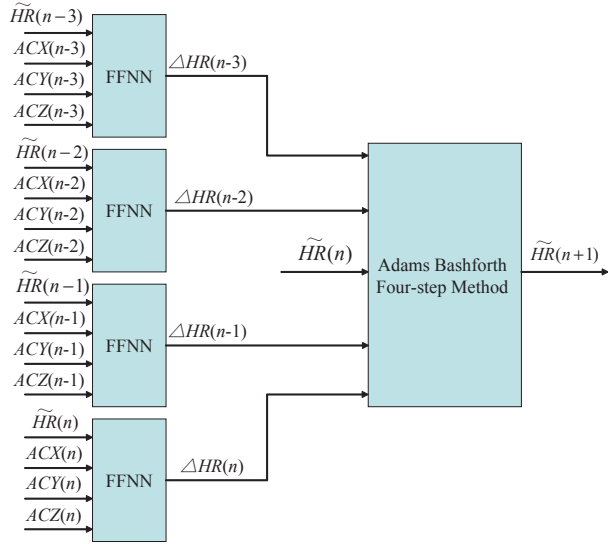 H̃R(n−3)
ACX(n-3)
ACY(n-3)
ACZ(n-3)
FFNN
△HR(n-3)
H̃R(n−2)
ACX(n-2)
ACY(n-2)
ACZ(n-2)
FFNN
△HR(n-2)
H̃R(n)
Adams Bashforth
Four-step Method
H̃R(n+1)
H̃R(n−1)
ACX(n-1)
ACY(n-1)
ACZ(n-1)
FFNN
△HR(n-1)
H̃R(n)
ACX(n)
ACY(n)
ACZ(n)
FFNN
△HR(n)